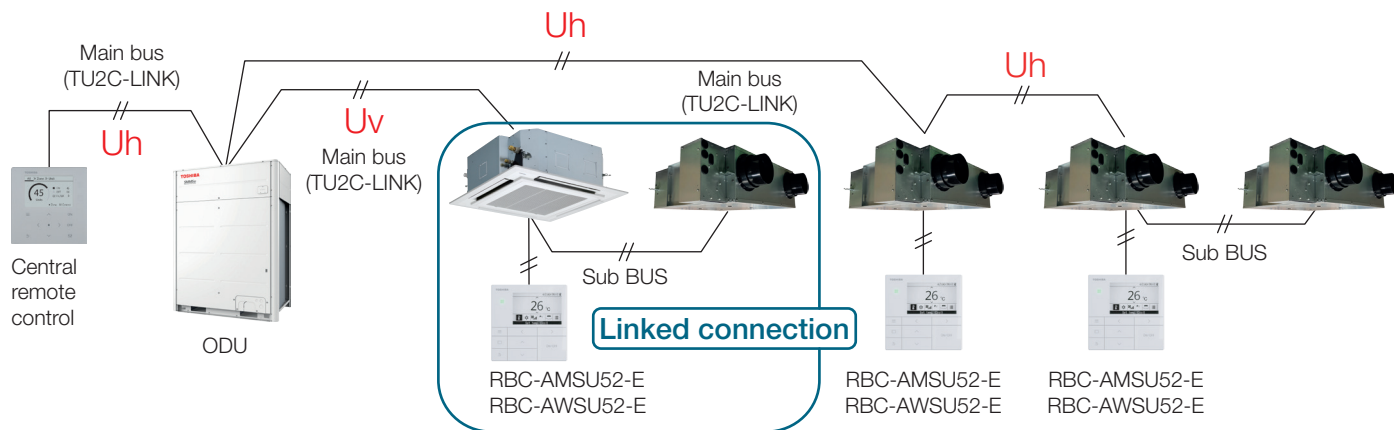 Uh
Main bus
(TU2C-LINK)
Uh
Main bus
(TU2C-LINK)
Uh
Uv
Main bus
(TU2C-LINK)
TOSHIBA
45
Central
remote
control
ODU
Sub BUS
Sub BUS
26 °C
26 °C
26 °C
Linked connection
RBC-AMSU52-E
RBC-AWSU52-E
RBC-AMSU52-E
RBC-AWSU52-E
RBC-AMSU52-E
RBC-AWSU52-E